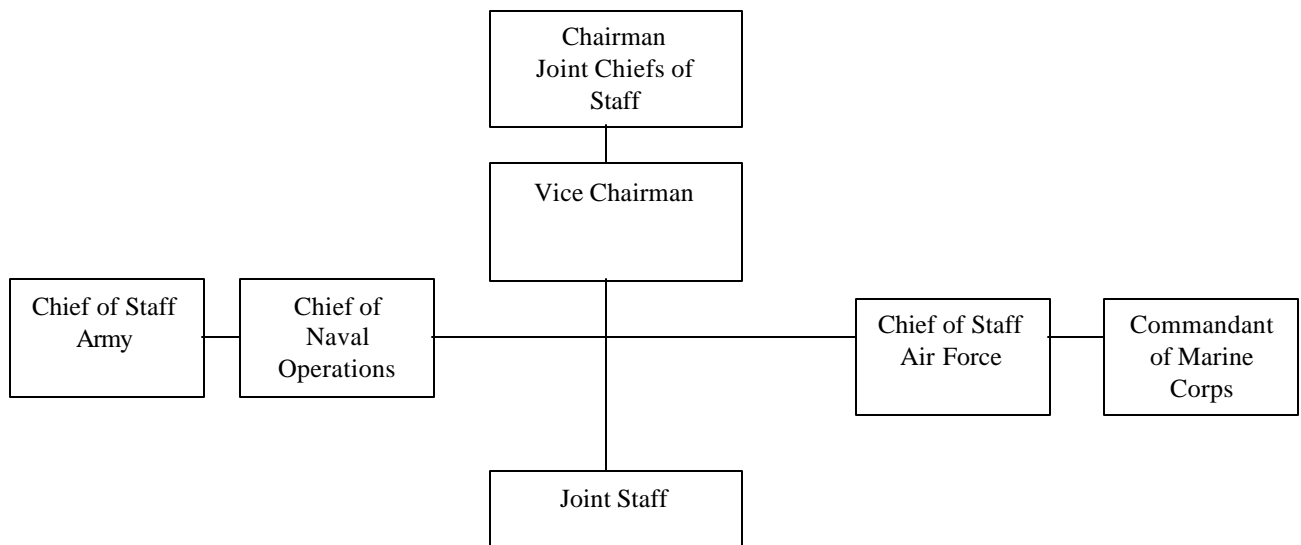 Chairman
Joint Chiefs of
Staff
Vice Chairman
Chief of Staff
Army
Chief of
Naval
Operations
Chief of Staff
Air Force
Commandant
of Marine
Corps
Joint Staff